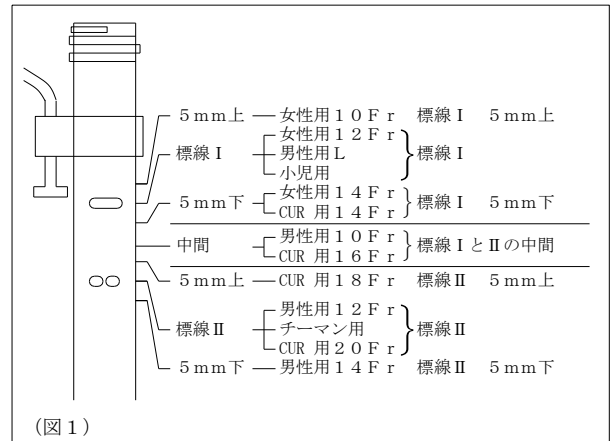 5mm上 女性用10Fr 標線Ⅰ 5mm上
女性用12Fr
標線Ⅰ 男性用L 標線Ⅰ
小児用
5mm下 女性用14Fr 標線Ⅰ 5mm下
CUR 用14Fr
中間 男性用10Fr 標線ⅠとⅡの中間
CUR 用16Fr
5mm上 CUR 用18Fr 標線Ⅱ 5mm上
男性用12Fr
標線Ⅱ チーマン用 標線Ⅱ
CUR 用20Fr
5mm下 男性用14Fr 標線Ⅱ 5mm下
(図1)